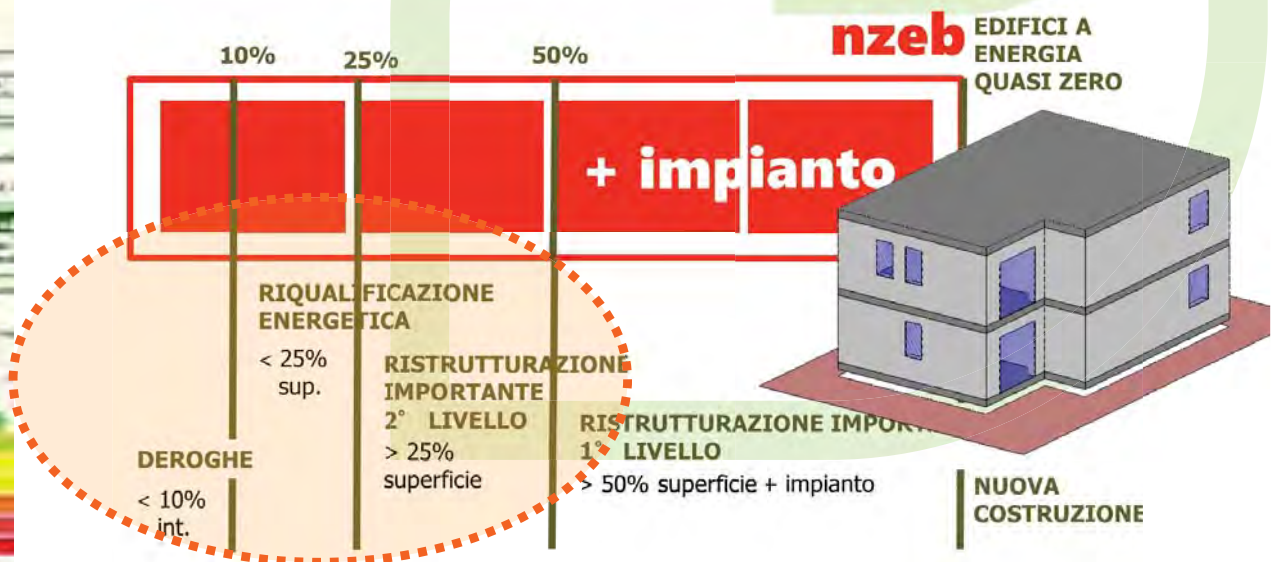 10%
25%
50%
nzeb
EDIFICI A
ENERGIA
QUASI ZERO
+ impianto
RIQUALIFICAZIONE
ENERGETICA
< 25%
sup.
RISTRUTTURAZIONE
IMPORTANTE
2° LIVELLO
> 25%
superficie
RISTRUTTURAZIONE
1° LIVELLO
> 50% superficie + impianto
DEROGHE
< 10%
int.
NUOVA
COSTRUZIONE